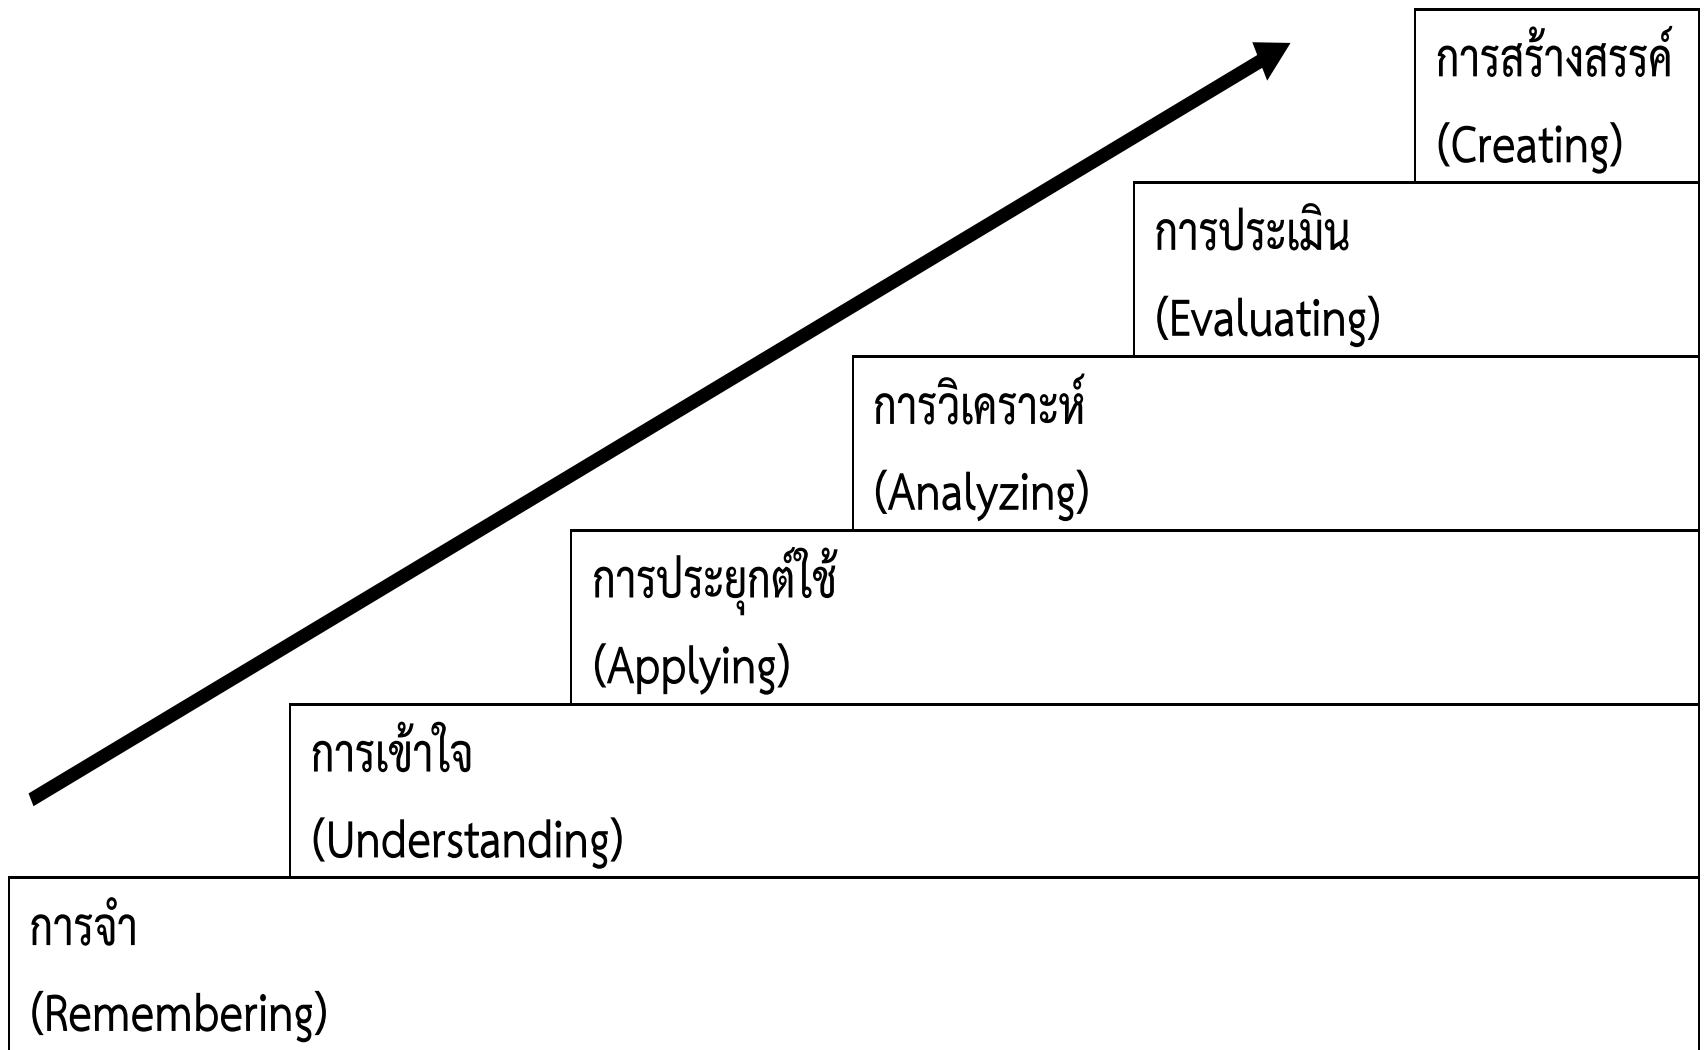 การสร้างสรรค์
(Creating)
การประเมิน
(Evaluating)
การวิเคราะห์
(Analyzing)
การประยุกต์ใช้
(Applying)
การเข้าใจ
(Understanding)
การจำ
(Remembering)